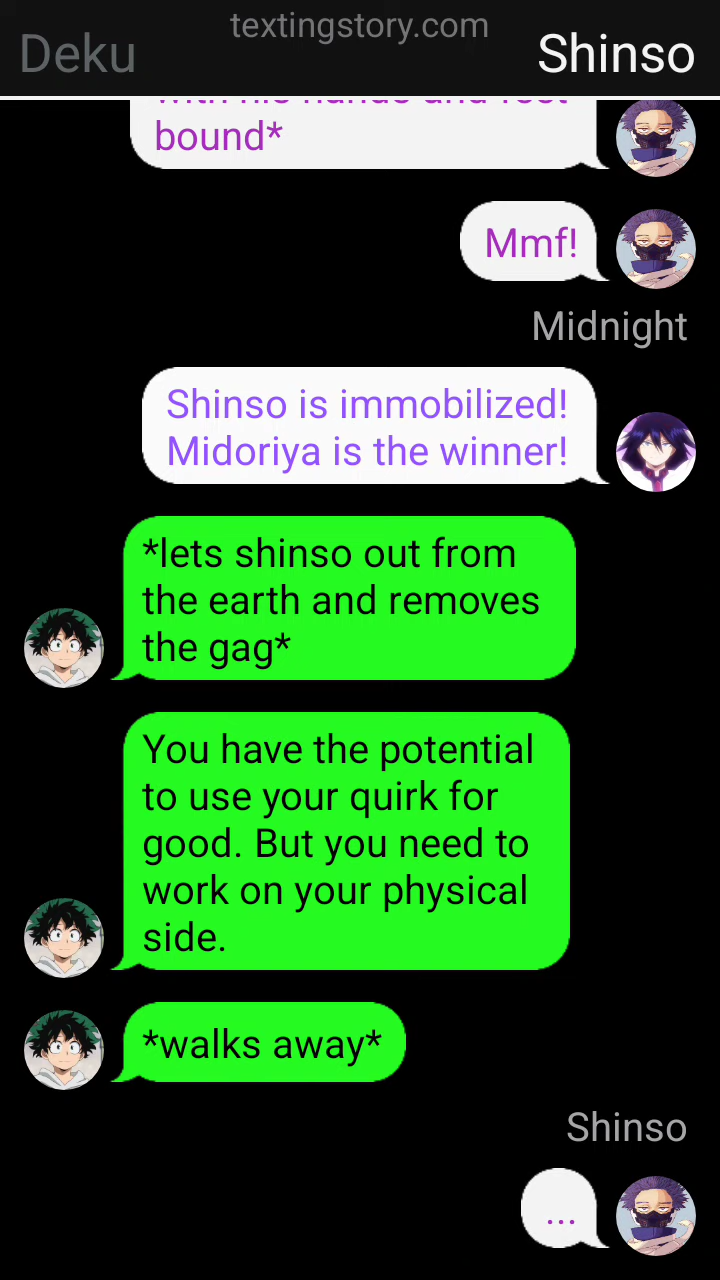 textingstory.com
Deku
Shinso
bound*
Mmf!
Midnight
Shinso is immobilized!
Midoriya is the winner!
*lets shinso out from
the earth and removes
the gag*
You have the potential
to use your quirk for
good. But you need to
work on your physical
side.
*walks away*
Shinso
...